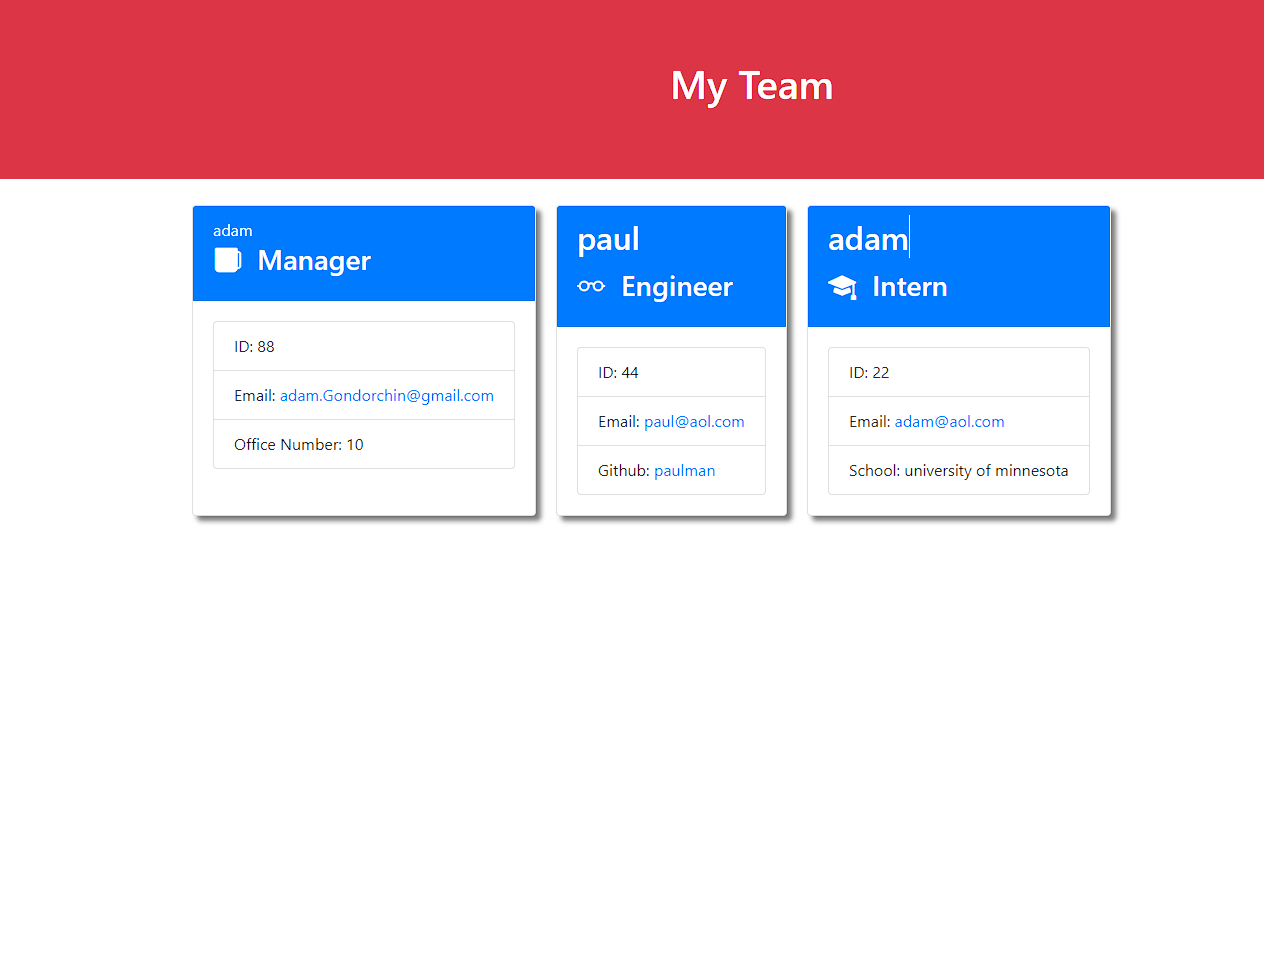 My Team
adam
Manager
ID: 88
Email: adam.Gondorchin@gmail.com
Office Number: 10
paul
Engineer
ID: 44
Email: paul@aol.com
Github: paulman
adam
Intern
ID: 22
Email: adam@aol.com
School: university of minnesota